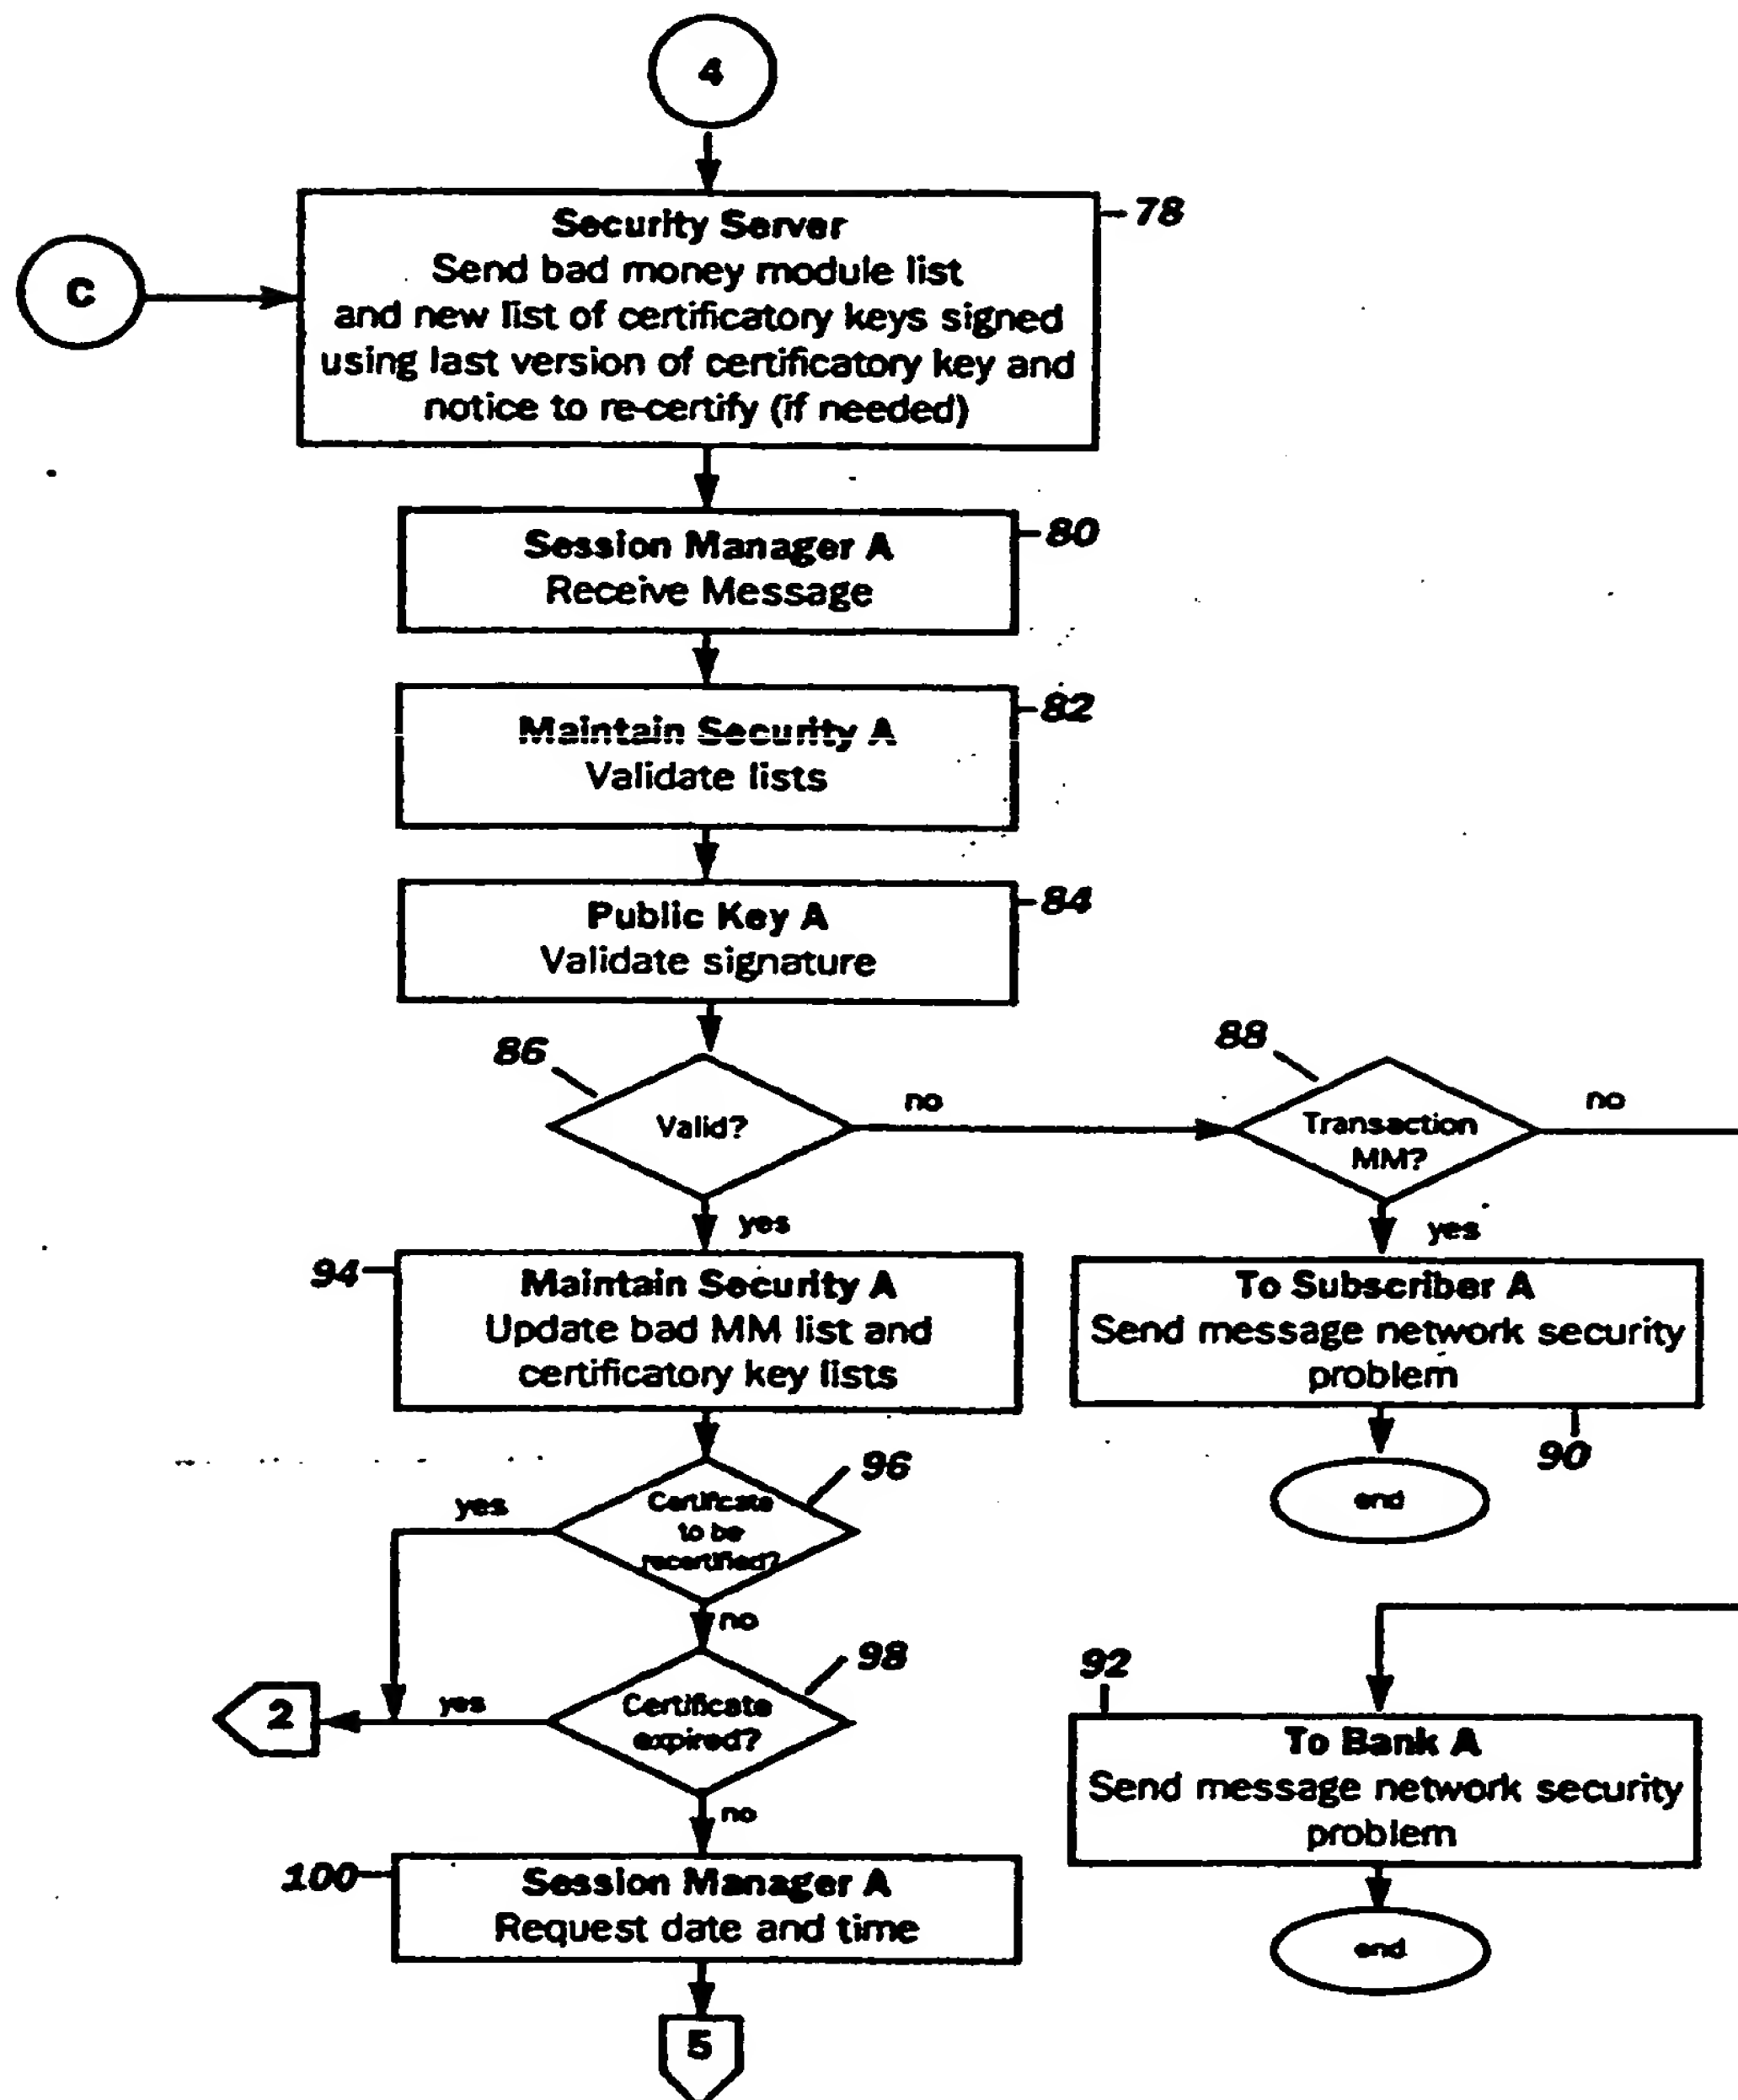 4
C
78
Security Server
Send bad money module list
and new list of certificatory keys signed
using last version of certificatory key and
notice to re-certify (if needed)
80
Session Manager A
Receive Message
82
Maintain Security A
Validate lists
84
Public Key A
Validate signature
86
Valid?
no
88
Transaction
MM?
no
yes
yes
94
Maintain Security A
Update bad MM list and
certificatory key lists
To Subscriber A
Send message network security
problem
90
end
96
Certificate
to be
recertified?
yes
no
98
Certificate
expired?
yes
2
no
92
To Bank A
Send message network security
problem
end
100
Session Manager A
Request date and time
5